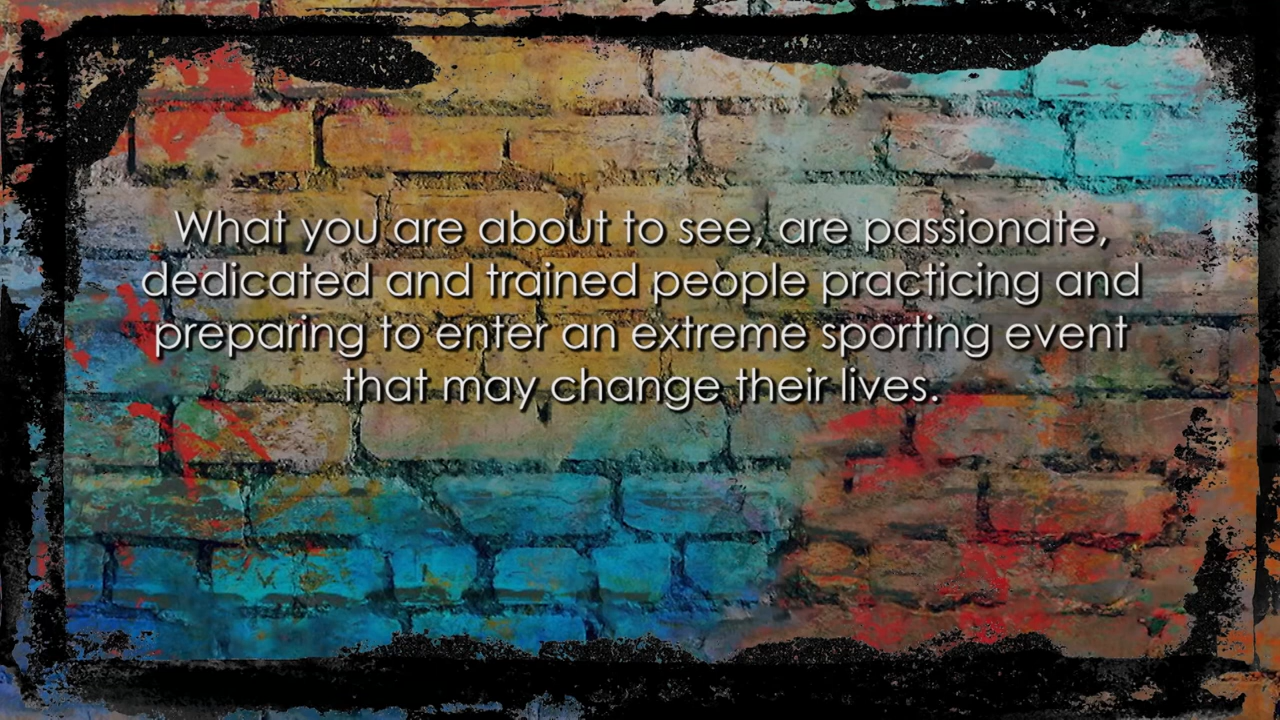 What you are about to see, are passionate,
dedicated and trained people practicing and
preparing to enter an extreme sporting event
that may change their lives.